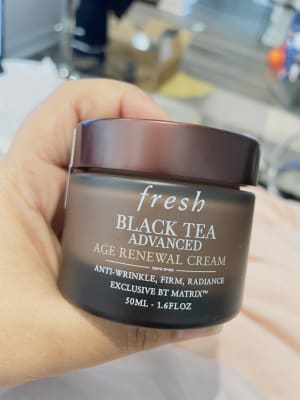 fresh
BLACK TEA
ADVANCED
AGE RENEWAL CREAM
ANTI-WRINKLE, FIRM, RADIANCE
EXCLUSIVE BT MATRIX™
50ML - 1.6FLOZ